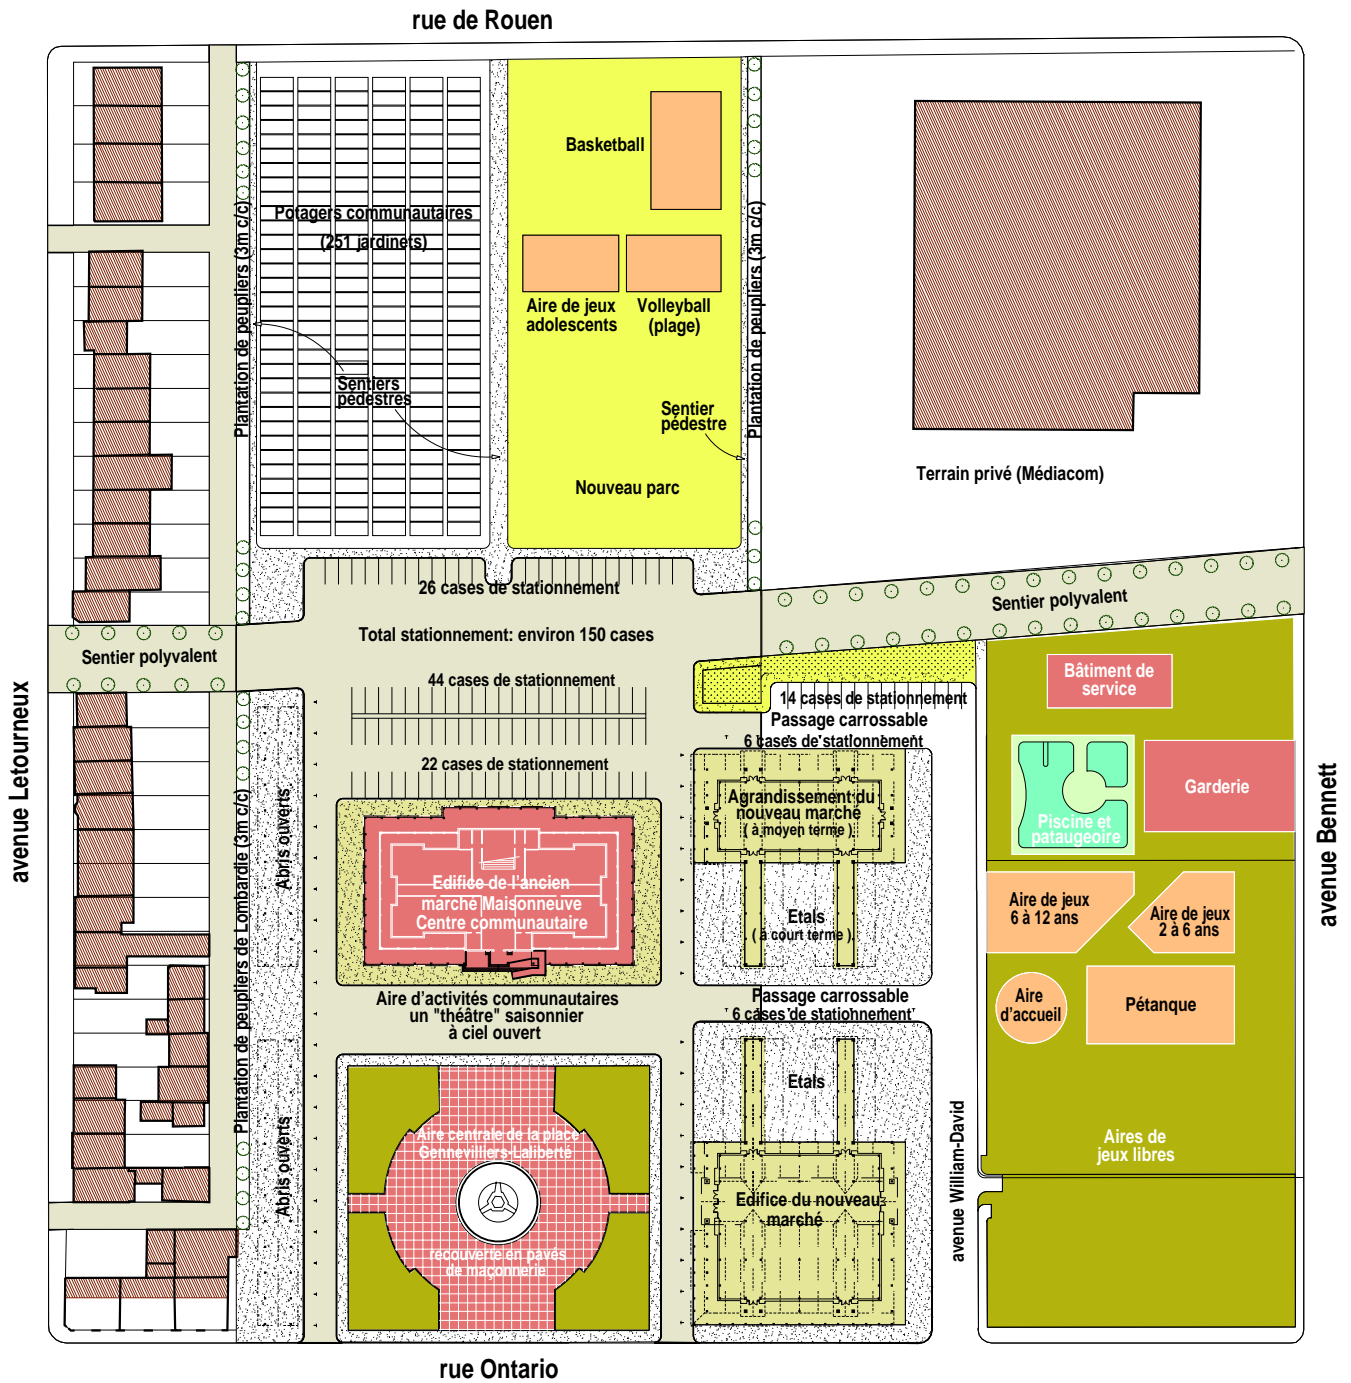 rue de Rouen
Basketball
Potagers communautaires
(251 jardinets)
Plantation de peupliers (3m c/c)
Plantation de peupliers (3m c/c)
Aire de jeux
adolescents
Volleyball
(plage)
Sentiers
pédestres
Sentier
pédestre
Nouveau parc
Terrain privé (Médiacom)
26 cases de stationnement
Sentier polyvalent
Total stationnement: environ 150 cases
Sentier polyvalent
44 cases de stationnement
14 cases de stationnement
Bâtiment de
service
Passage carrossable
6 cases de stationnement
22 cases de stationnement
avenue Letourneux
avenue Bennett
Garderie
Piscine et
pataugeoire
Abris ouverts
Agrandissement du
nouveau marché
( à moyen terme )
Plantation de peupliers de Lombardie (3m c/c)
Edifice de l'ancien
marché Maisonneuve
Centre communautaire
Etals
( à court terme )
Aire de jeux
6 à 12 ans
Aire de jeux
2 à 6 ans
Aire
d'accueil
Pétanque
Aire d'activités communautaires
un "théâtre" saisonnier
à ciel ouvert
Passage carrossable
6 cases de stationnement
Etals
Abris ouverts
Aire centrale de la place
Gennevilliers-Laliberté
recouverte en pavés
de maçonnerie
Edifice du nouveau
marché
avenue William-David
Aires de
jeux libres
rue Ontario